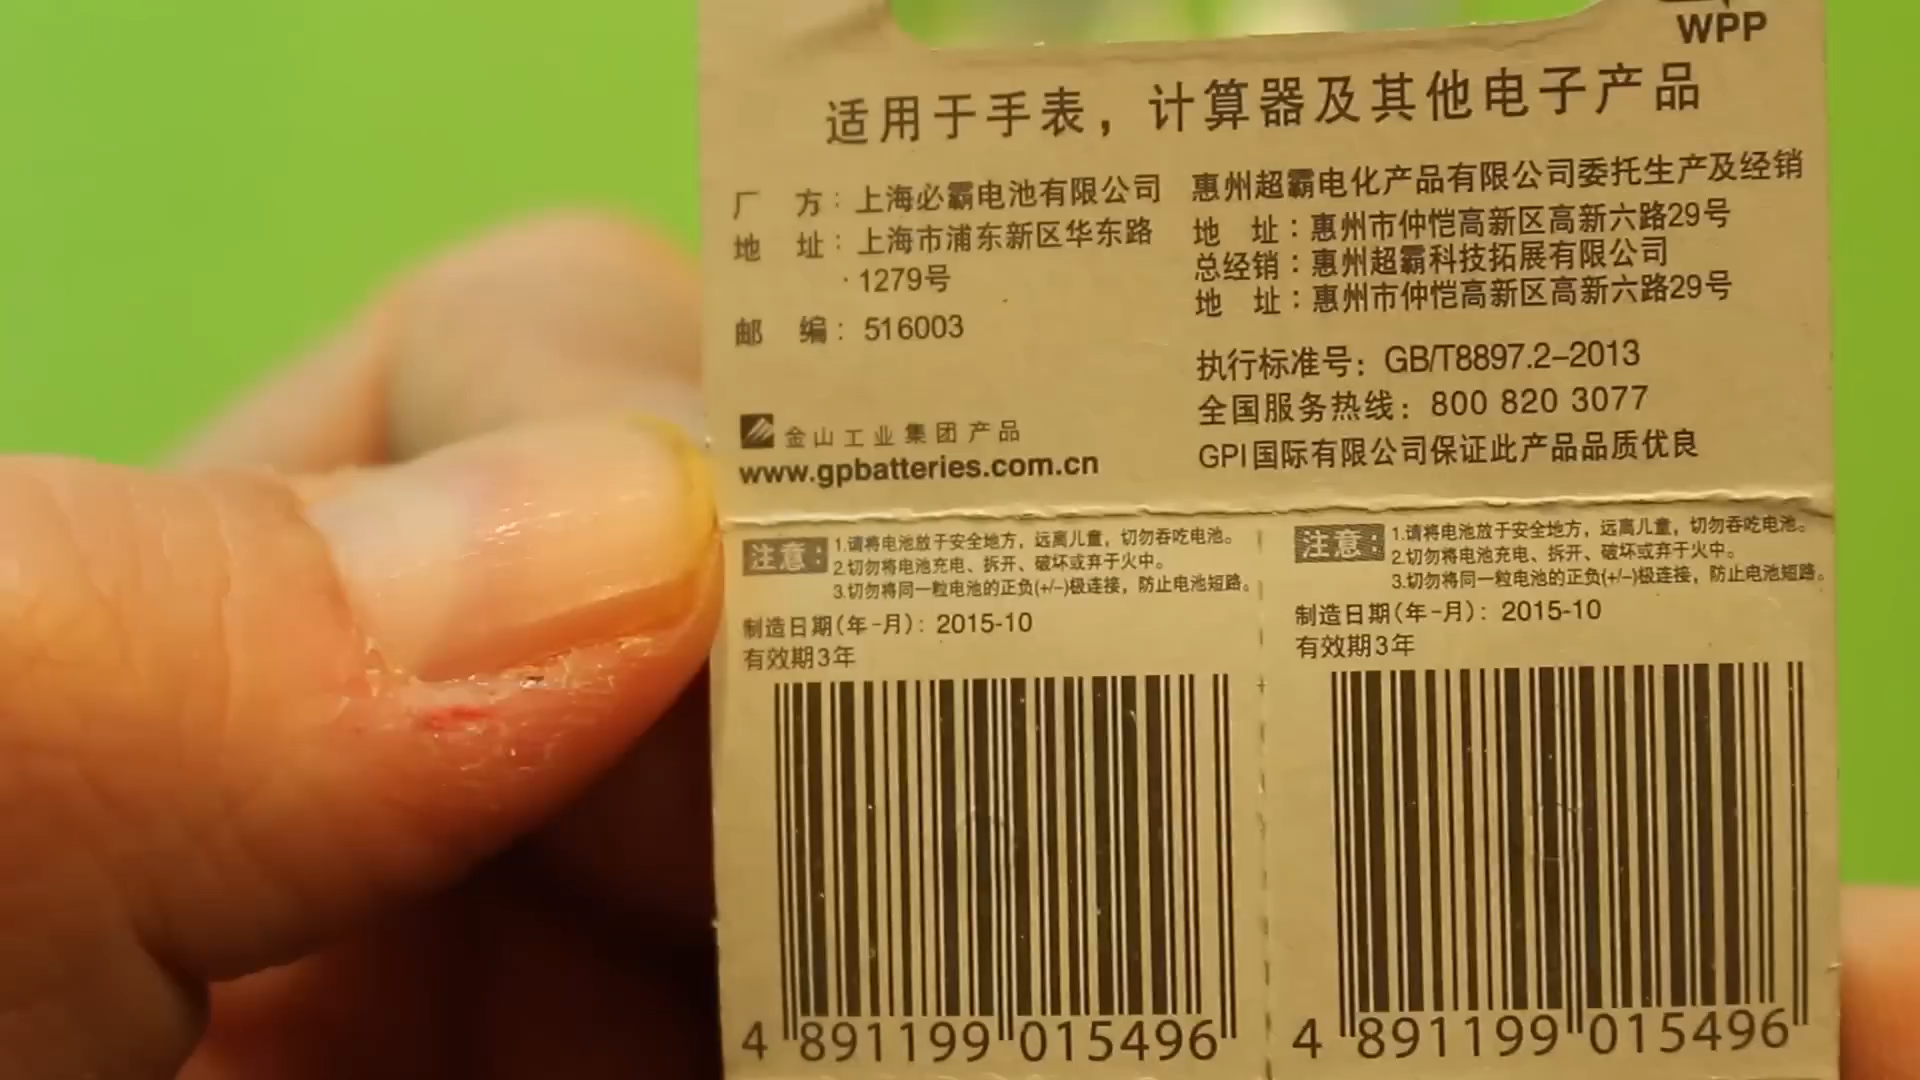 WPP
适用于手表，计算器及其他电子产品
厂 方：上海必霸电池有限公司
地 址：上海市浦东新区华东路
1279号
邮 编：516003
金山工业集团产品
www.gpbatteries.com.cn
惠州超霸电化产品有限公司委托生产及经销
地 址：惠州市仲恺高新区高新六路29号
总经销：惠州超霸科技拓展有限公司
地 址：惠州市仲恺高新区高新六路29号
执行标准号：GB/T8897.2-2013
全国服务热线：800 820 3077
GPI国际有限公司保证此产品品质优良
注意：
1.请将电池放于安全地方，远离儿童，切勿吞吃电池。
2.切勿将电池充电、拆开、破坏或弃于火中。
3.切勿将同一粒电池的正负(+/-)极连接，防止电池短路。
制造日期(年-月)：2015-10
有效期3年
4 891199 015496
注意：
1.请将电池放于安全地方，远离儿童，切勿吞吃电池。
2.切勿将电池充电、拆开、破坏或弃于火中。
3.切勿将同一粒电池的正负(+/-)极连接，防止电池短路。
制造日期(年-月)：2015-10
有效期3年
4 891199 015496